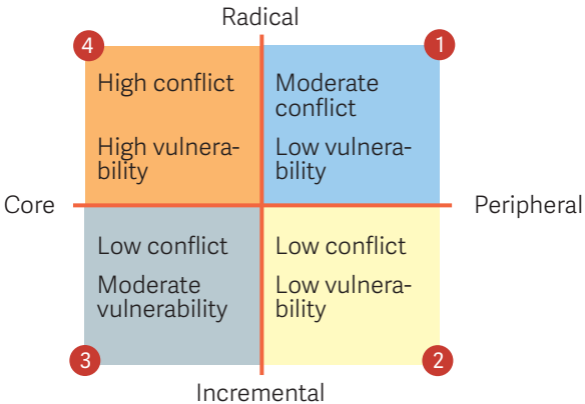 Radical
4
1
High conflict
High vulnera-
bility
Moderate
conflict
Low vulnera-
bility
Core
Peripheral
Low conflict
Moderate
vulnerability
Low conflict
Low vulnera-
bility
3
2
Incremental